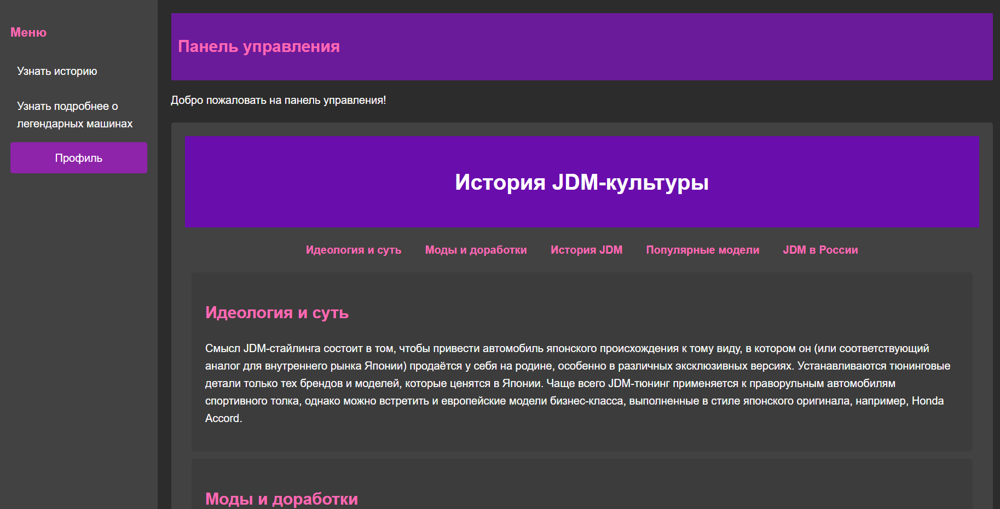 Меню
Узнать историю
Узнать подробнее о
легендарных машинах
Профиль
Панель управления
Добро пожаловать на панель управления!
История JDM-культуры
Идеология и суть Моды и доработки История JDM Популярные модели JDM в России
Идеология и суть
Смысл JDM-стайлинга состоит в том, чтобы привести автомобиль японского происхождения к тому виду, в котором он (или соответствующий
аналог для внутреннего рынка Японии) продаётся у себя на родине, особенно в различных эксклюзивных версиях. Устанавливаются тюнинговые
детали только тех брендов и моделей, которые ценятся в Японии. Чаще всего JDM-тюнинг применяется к праворульным автомобилям
спортивного толка, однако можно встретить и европейские модели бизнес-класса, выполненные в стиле японского оригинала, например, Honda
Accord.
Моды и доработки